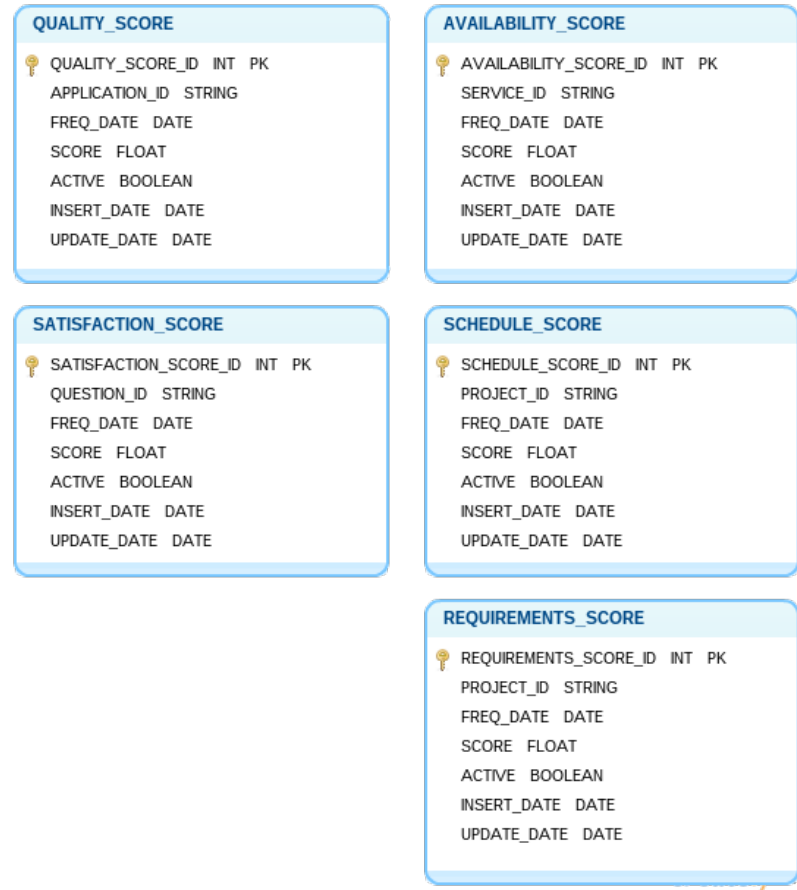 QUALITY_SCORE
QUALITY_SCORE_ID INT PK
APPLICATION_ID STRING
FREQ_DATE DATE
SCORE FLOAT
ACTIVE BOOLEAN
INSERT_DATE DATE
UPDATE_DATE DATE
AVAILABILITY_SCORE
AVAILABILITY_SCORE_ID INT PK
SERVICE_ID STRING
FREQ_DATE DATE
SCORE FLOAT
ACTIVE BOOLEAN
INSERT_DATE DATE
UPDATE_DATE DATE
SATISFACTION_SCORE
SATISFACTION_SCORE_ID INT PK
QUESTION_ID STRING
FREQ_DATE DATE
SCORE FLOAT
ACTIVE BOOLEAN
INSERT_DATE DATE
UPDATE_DATE DATE
SCHEDULE_SCORE
SCHEDULE_SCORE_ID INT PK
PROJECT_ID STRING
FREQ_DATE DATE
SCORE FLOAT
ACTIVE BOOLEAN
INSERT_DATE DATE
UPDATE_DATE DATE
REQUIREMENTS_SCORE
REQUIREMENTS_SCORE_ID INT PK
PROJECT_ID STRING
FREQ_DATE DATE
SCORE FLOAT
ACTIVE BOOLEAN
INSERT_DATE DATE
UPDATE_DATE DATE